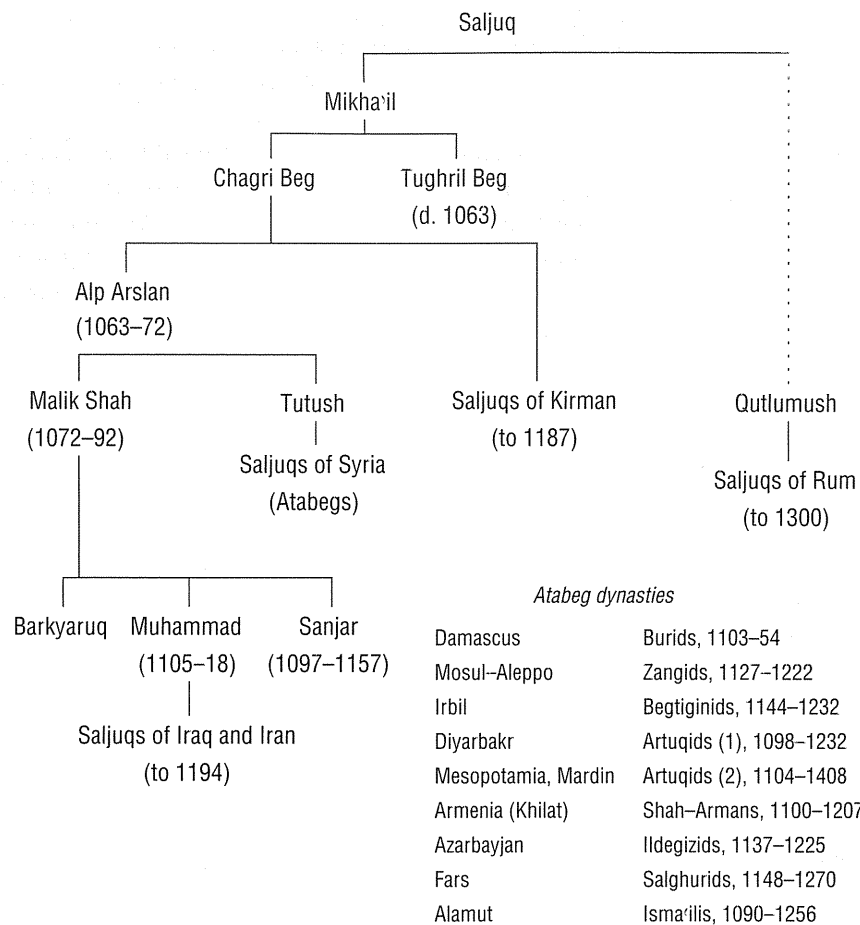 Saljuq
Mikhaʾil
Chagri Beg Tughril Beg
(d. 1063)
Alp Arslan
(1063–72)
Malik Shah Tutush Saljuqs of Kirman Qutlumush
(1072–92) (to 1187)
Saljuqs of Syria Saljuqs of Rum
(Atabegs) (to 1300)
Barkyaruq Muhammad Sanjar
(1105–18) (1097–1157)
Saljuqs of Iraq and Iran
(to 1194)
Atabeg dynasties
Damascus Burids, 1103–54
Mosul–Aleppo Zangids, 1127–1222
Irbil Begtiginids, 1144–1232
Diyarbakr Artuqids (1), 1098–1232
Mesopotamia, Mardin Artuqids (2), 1104–1408
Armenia (Khilat) Shah–Armans, 1100–1207
Azarbayjan Ildegizids, 1137–1225
Fars Salghurids, 1148–1270
Alamut Ismaʿilis, 1090–1256